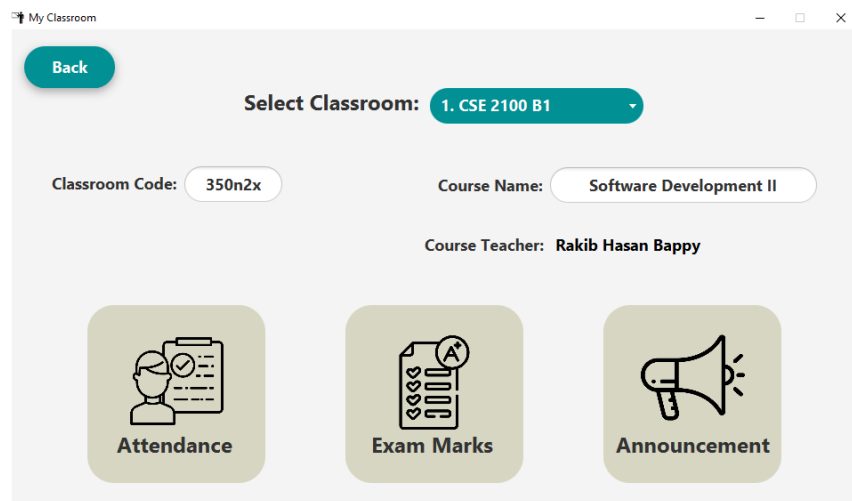 My Classroom
Back
Select Classroom: 1. CSE 2100 B1
Classroom Code: 350n2x
Course Name: Software Development II
Course Teacher: Rakib Hasan Bappy
A+
Attendance
Exam Marks
Announcement